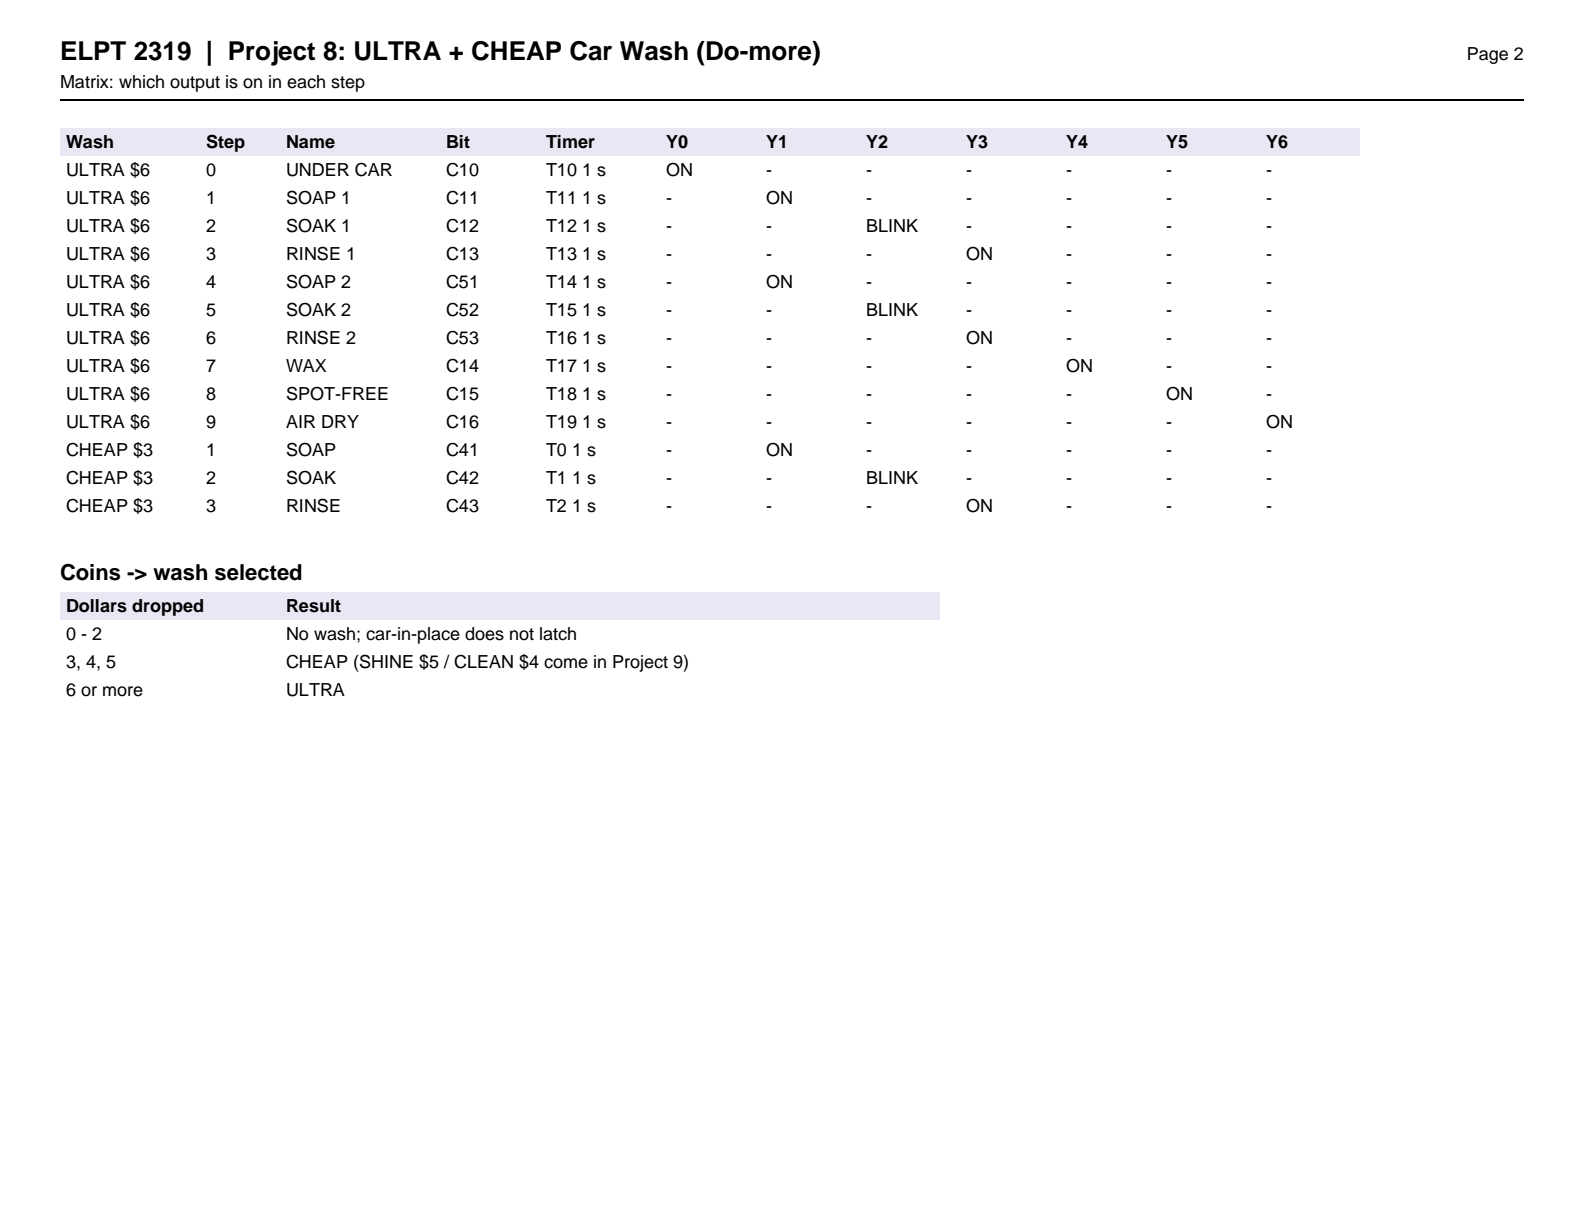 ELPT 2319 | Project 8: ULTRA + CHEAP Car Wash (Do-more) Page 2
Matrix: which output is on in each step
Wash Step Name Bit Timer Y0 Y1 Y2 Y3 Y4 Y5 Y6
ULTRA $6 0 UNDER CAR C10 T10 1 s ON - - - - - -
ULTRA $6 1 SOAP 1 C11 T11 1 s - ON - - - - -
ULTRA $6 2 SOAK 1 C12 T12 1 s - - BLINK - - - -
ULTRA $6 3 RINSE 1 C13 T13 1 s - - - ON - - -
ULTRA $6 4 SOAP 2 C51 T14 1 s - ON - - - - -
ULTRA $6 5 SOAK 2 C52 T15 1 s - - BLINK - - - -
ULTRA $6 6 RINSE 2 C53 T16 1 s - - - ON - - -
ULTRA $6 7 WAX C14 T17 1 s - - - - ON - -
ULTRA $6 8 SPOT-FREE C15 T18 1 s - - - - - ON -
ULTRA $6 9 AIR DRY C16 T19 1 s - - - - - - ON
CHEAP $3 1 SOAP C41 T0 1 s - ON - - - - -
CHEAP $3 2 SOAK C42 T1 1 s - - BLINK - - - -
CHEAP $3 3 RINSE C43 T2 1 s - - - ON - - -
Coins -> wash selected
Dollars dropped Result
0 - 2 No wash; car-in-place does not latch
3, 4, 5 CHEAP (SHINE $5 / CLEAN $4 come in Project 9)
6 or more ULTRA